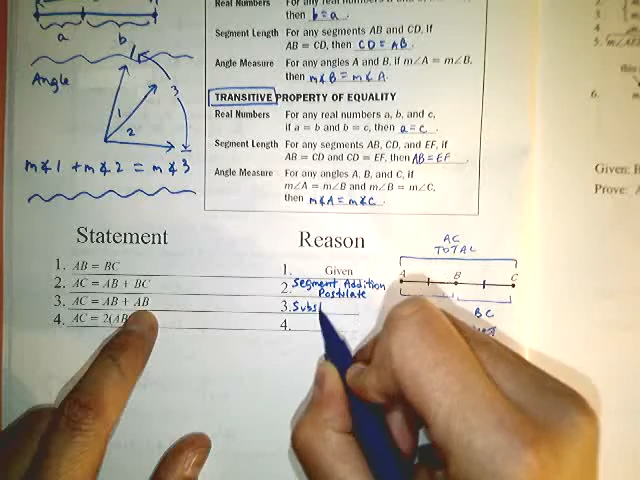 a
b
Real Numbers
then b=a.
Segment Length For any segments AB and CD, if
AB = CD, then CD = AB.
Angle Measure For any angles A and B, if m∠A = m∠B,
then m∡B = m∡A.
TRANSITIVE PROPERTY OF EQUALITY
Real Numbers For any real numbers a, b, and c,
if a = b and b = c, then a = c.
Segment Length For any segments AB, CD, and EF, if
AB = CD and CD = EF, then AB = EF.
Angle Measure For any angles A, B, and C, if
m∠A = m∠B and m∠B = m∠C,
then m∡A = m∡C.
Angle
1
2
3
m∡1 + m∡2 = m∡3
6.
Given:
Prove:
Statement
1. AB = BC
2. AC = AB + BC
3. AC = AB + AB
4. AC = 2(AB
Reason
1. Given
2. Segment Addition
Postulate
3. Subs
4.
AC
TOTAL
A
B
C
BC